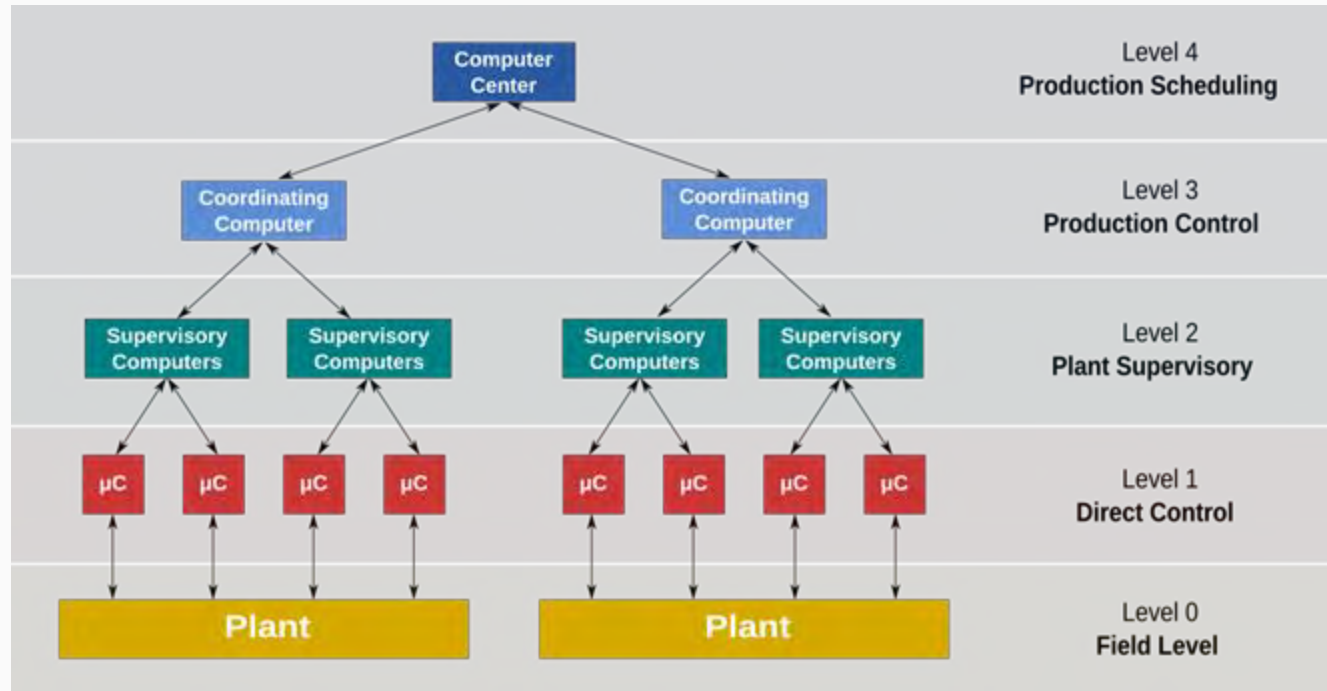 Computer
Center
Level 4
Production Scheduling
Coordinating
Computer
Coordinating
Computer
Level 3
Production Control
Supervisory
Computers
Supervisory
Computers
Supervisory
Computers
Supervisory
Computers
Level 2
Plant Supervisory
μC
μC
μC
μC
μC
μC
μC
μC
Level 1
Direct Control
Plant
Plant
Level 0
Field Level